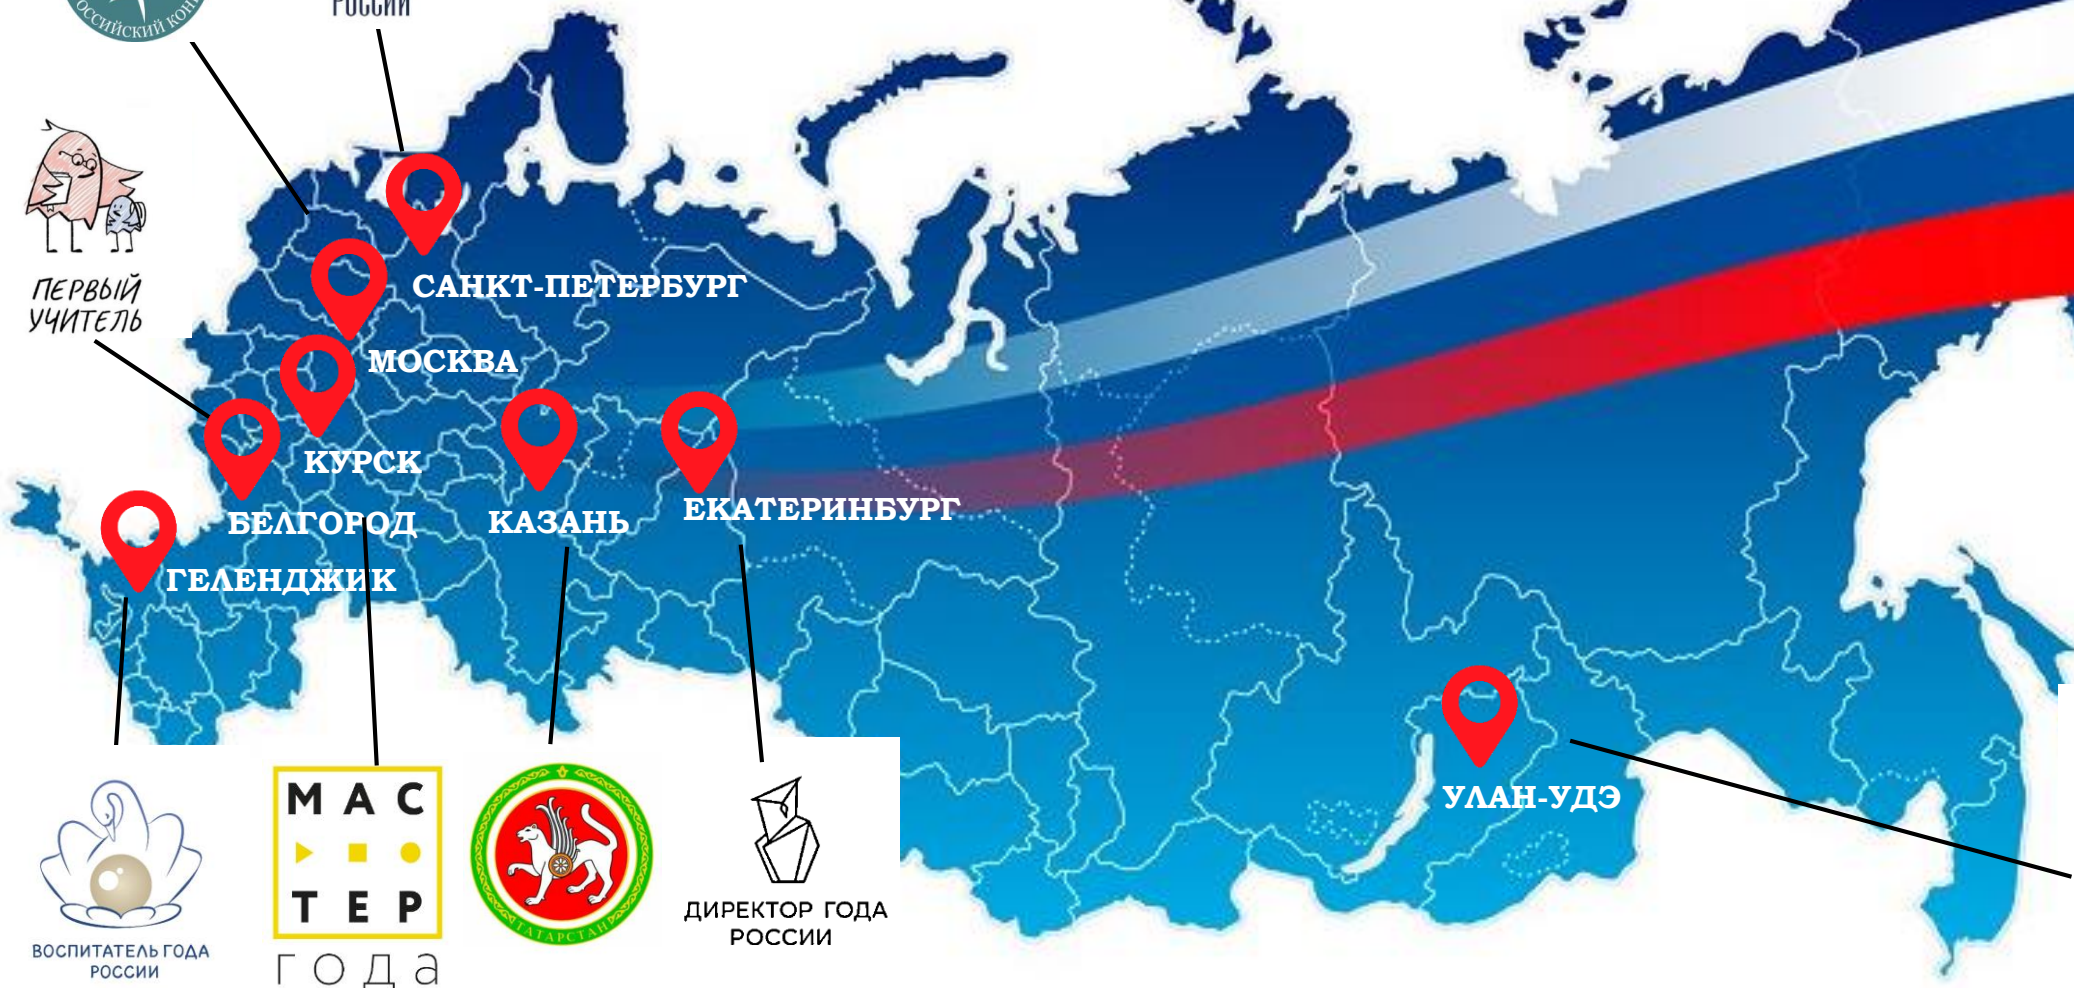 РОССИИ
ПЕРВЫЙ
УЧИТЕЛЬ
САНКТ-ПЕТЕРБУРГ
МОСКВА
КУРСК
БЕЛГОРОД
КАЗАНЬ
ЕКАТЕРИНБУРГ
ГЕЛЕНДЖИК
УЛАН-УДЭ
ВОСПИТАТЕЛЬ ГОДА
РОССИИ
МАС
ТЕР
года
ТАТАРСТАН
ДИРЕКТОР ГОДА
РОССИИ